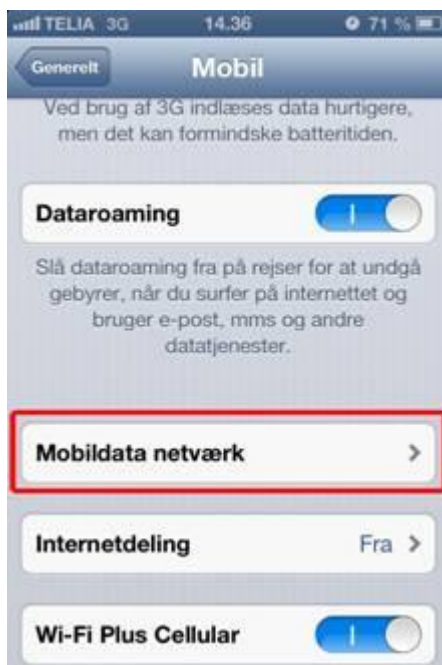 TELIA 3G 14.36 71 %
Generelt Mobil
Ved brug af 3G indlæses data hurtigere,
men det kan formindske batteritiden.
Dataroaming
Slå dataroaming fra på rejser for at undgå
gebyrer, når du surfer på internettet og
bruger e-post, mms og andre
datatjenester.
Mobildata netværk
Internetdeling Fra
Wi-Fi Plus Cellular